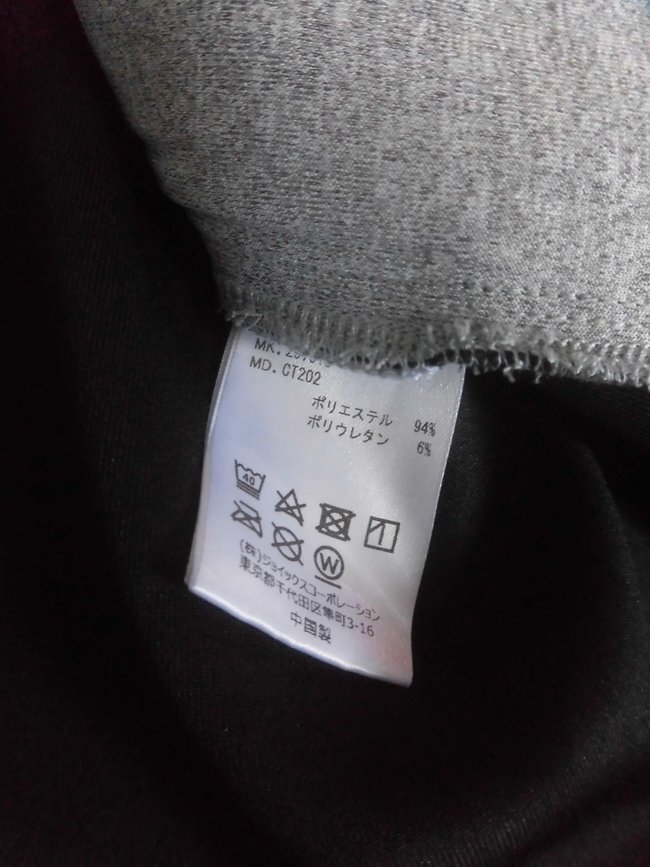 MD. CT202
ポリエステル 94%
ポリウレタン 6%
40
W
(株)ジョイックスコーポレーション
東京都千代田区隼町3-16
中国製